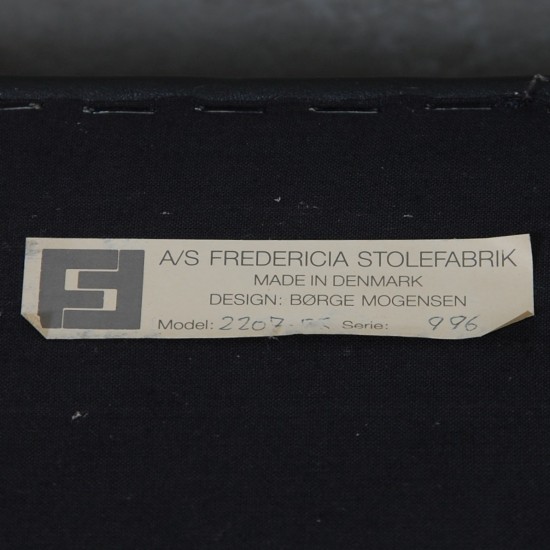 A/S FREDERICIA STOLEFABRIK
MADE IN DENMARK
DESIGN: BØRGE MOGENSEN
Model: 2207 Serie: 996